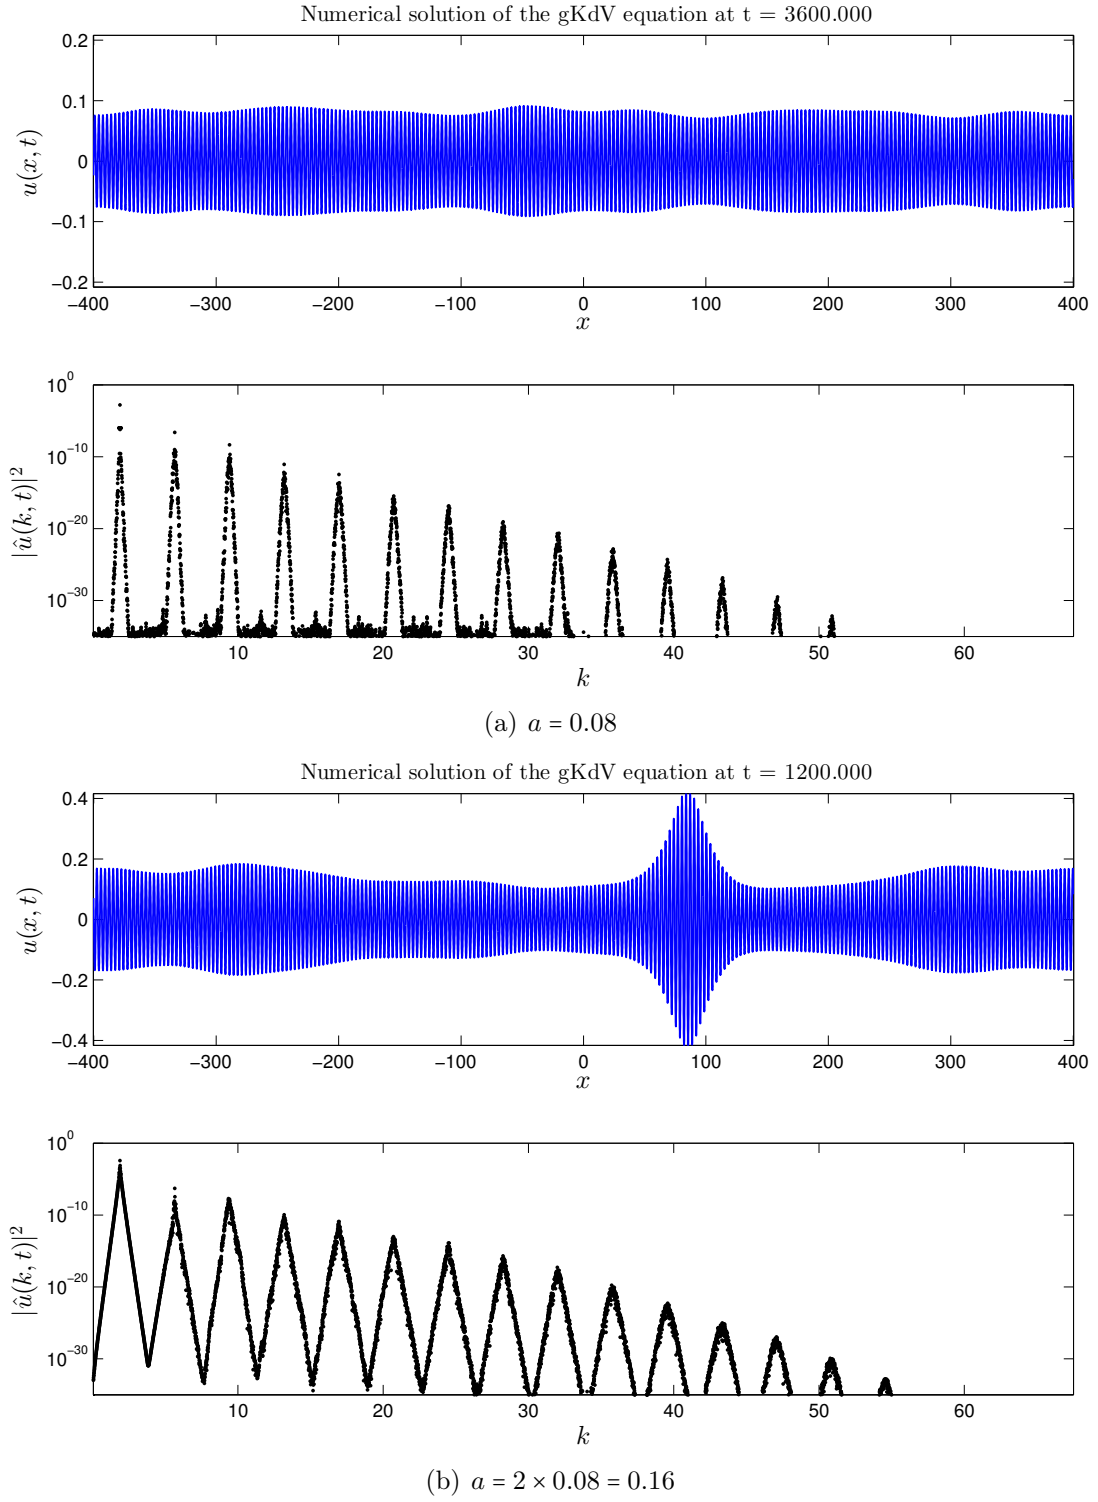 Numerical solution of the gKdV equation at t = 3600.000
0.2
0.1
0
−0.1
−0.2
u(x, t)
−400 −300 −200 −100 0 100 200 300 400
x
10^0
10^−10
10^−20
10^−30
|û(k, t)|^2
10 20 30 40 50 60
k
(a) a = 0.08
Numerical solution of the gKdV equation at t = 1200.000
0.4
0.2
0
−0.2
−0.4
u(x, t)
−400 −300 −200 −100 0 100 200 300 400
x
10^0
10^−10
10^−20
10^−30
|û(k, t)|^2
10 20 30 40 50 60
k
(b) a = 2 × 0.08 = 0.16